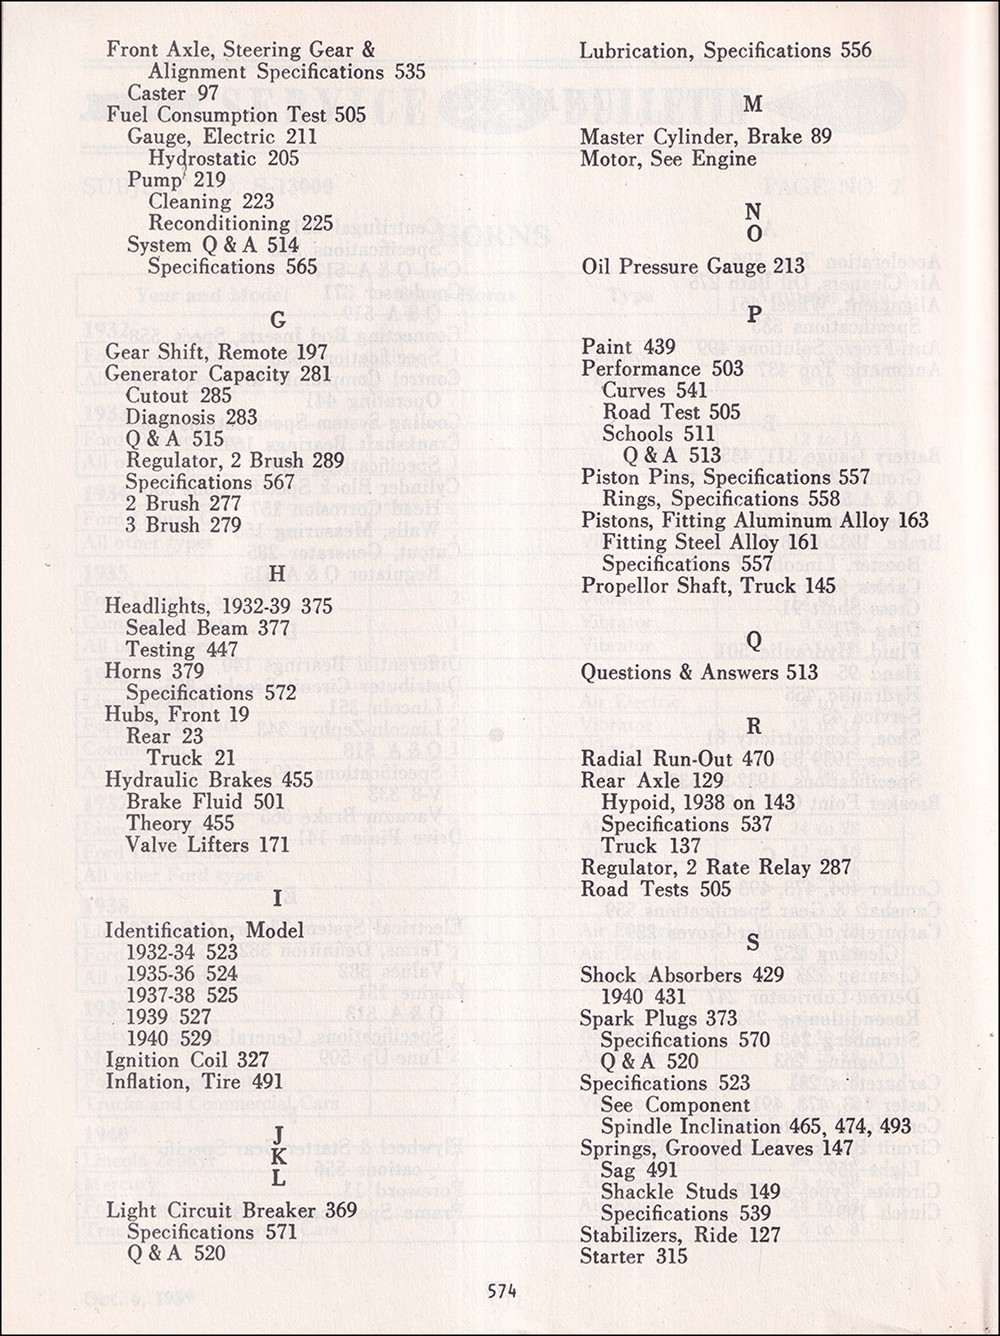 Front Axle, Steering Gear &
Alignment Specifications 535
Caster 97
Fuel Consumption Test 505
Gauge, Electric 211
Hydrostatic 205
Pump 219
Cleaning 223
Reconditioning 225
System Q & A 514
Specifications 565
G
Gear Shift, Remote 197
Generator Capacity 281
Cutout 285
Diagnosis 283
Q & A 515
Regulator, 2 Brush 289
Specifications 567
2 Brush 277
3 Brush 279
H
Headlights, 1932-39 375
Sealed Beam 377
Testing 447
Horns 379
Specifications 572
Hubs, Front 19
Rear 23
Truck 21
Hydraulic Brakes 455
Brake Fluid 501
Theory 455
Valve Lifters 171
I
Identification, Model
1932-34 523
1935-36 524
1937-38 525
1939 527
1940 529
Ignition Coil 327
Inflation, Tire 491
J
K
L
Light Circuit Breaker 369
Specifications 571
Q & A 520
Lubrication, Specifications 556
M
Master Cylinder, Brake 89
Motor, See Engine
N
O
Oil Pressure Gauge 213
P
Paint 439
Performance 503
Curves 541
Road Test 505
Schools 511
Q & A 513
Piston Pins, Specifications 557
Rings, Specifications 558
Pistons, Fitting Aluminum Alloy 163
Fitting Steel Alloy 161
Specifications 557
Propellor Shaft, Truck 145
Q
Questions & Answers 513
R
Radial Run-Out 470
Rear Axle 129
Hypoid, 1938 on 143
Specifications 537
Truck 137
Regulator, 2 Rate Relay 287
Road Tests 505
S
Shock Absorbers 429
1940 431
Spark Plugs 373
Specifications 570
Q & A 520
Specifications 523
See Component
Spindle Inclination 465, 474, 493
Springs, Grooved Leaves 147
Sag 491
Shackle Studs 149
Specifications 539
Stabilizers, Ride 127
Starter 315
574